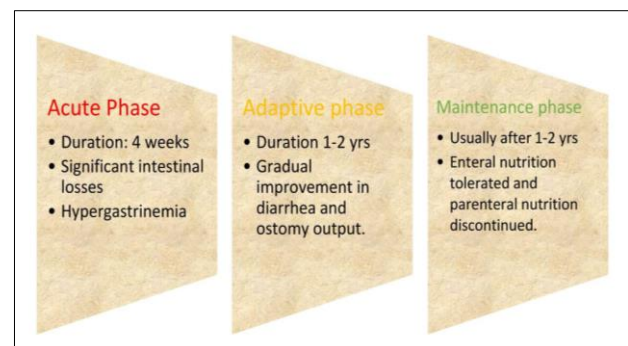 Acute Phase
• Duration: 4 weeks
• Significant intestinal
losses
• Hypergastrinemia
Adaptive phase
• Duration 1-2 yrs
• Gradual
improvement in
diarrhea and
ostomy output.
Maintenance phase
• Usually after 1-2 yrs
• Enteral nutrition
tolerated and
parenteral nutrition
discontinued.